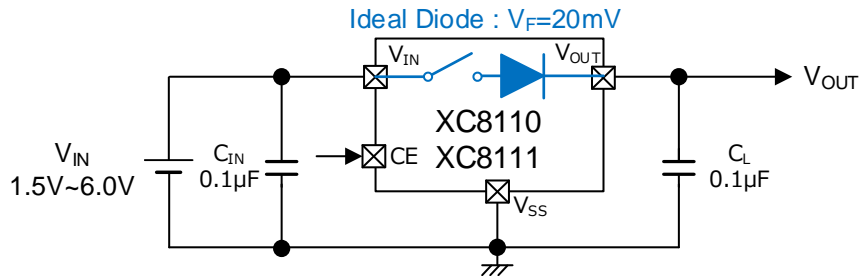 Ideal Diode : VF=20mV
VIN
VOUT
VOUT
XC8110
XC8111
CE
VIN
1.5V~6.0V
CIN
0.1μF
CL
0.1μF
VSS